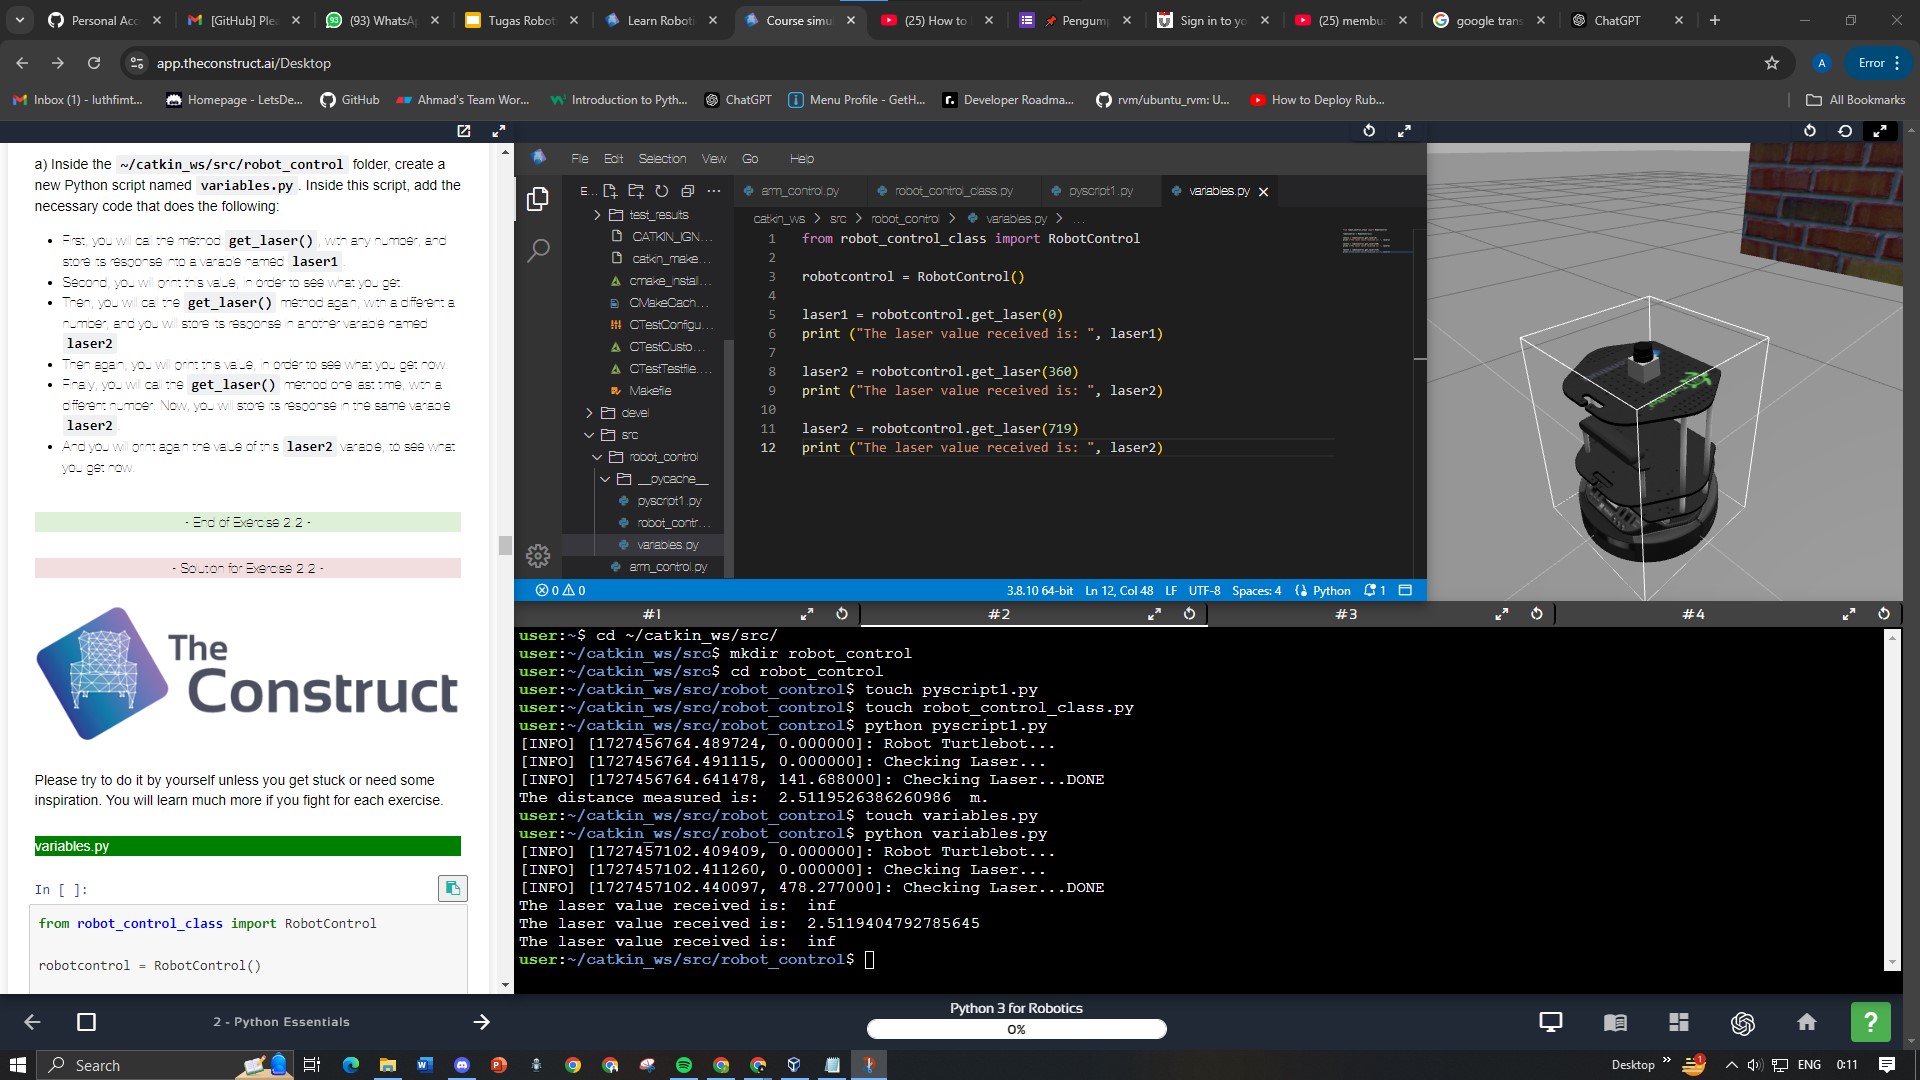 Personal Acc
[GitHub] Plea
(93) WhatsA
Tugas Robot
Learn Roboti
Course simu
(25) How to
Pengump
Sign in to yo
(25) membu
google trans
ChatGPT
app.theconstruct.ai/Desktop
A
Error
Inbox (1) - luthfimt...
Homepage - LetsDe...
GitHub
Ahmad's Team Wor...
Introduction to Pyth...
ChatGPT
Menu Profile - GetH...
Developer Roadma...
rvm/ubuntu_rvm: U...
How to Deploy Rub...
All Bookmarks
a) Inside the ~/catkin_ws/src/robot_control folder, create a
new Python script named variables.py . Inside this script, add the
necessary code that does the following:
First, you will call the method get_laser() , with any number, and
store its response into a variable named laser1 .
Second, you will print this value, in order to see what you get.
Then, you will call the get_laser() method again, with a different a
number, and you will store its response in another variable named
laser2
Then again, you will print this value, in order to see what you get now.
Finally, you will call the get_laser() method one last time, with a
different number. Now, you will store its response in the same variable
laser2 .
And you will print again the value of this laser2 variable, to see what
you get now.
- End of Exercise 2.2 -
- Solution for Exercise 2.2 -
The
Construct
Please try to do it by yourself unless you get stuck or need some
inspiration. You will learn much more if you fight for each exercise.
variables.py
In [ ]:
from robot_control_class import RobotControl
robotcontrol = RobotControl()
File Edit Selection View Go Help
E...
test_results
CATKIN_IGN...
catkin_make...
cmake_install...
CMakeCach...
CTestConfigu...
CTestCusto...
CTestTestfile...
Makefile
devel
src
robot_control
__pycache__
pyscript1.py
robot_contr...
variables.py
arm_control.py
arm_control.py
robot_control_class.py
pyscript1.py
variables.py
catkin_ws > src > robot_control > variables.py > ...
1 from robot_control_class import RobotControl
2
3 robotcontrol = RobotControl()
4
5 laser1 = robotcontrol.get_laser(0)
6 print ("The laser value received is: ", laser1)
7
8 laser2 = robotcontrol.get_laser(360)
9 print ("The laser value received is: ", laser2)
10
11 laser2 = robotcontrol.get_laser(719)
12 print ("The laser value received is: ", laser2)
0 0
3.8.10 64-bit Ln 12, Col 48 LF UTF-8 Spaces: 4 Python 1
#1
#2
#3
#4
user:~$ cd ~/catkin_ws/src/
user:~/catkin_ws/src$ mkdir robot_control
user:~/catkin_ws/src$ cd robot_control
user:~/catkin_ws/src/robot_control$ touch pyscript1.py
user:~/catkin_ws/src/robot_control$ touch robot_control_class.py
user:~/catkin_ws/src/robot_control$ python pyscript1.py
[INFO] [1727456764.489724, 0.000000]: Robot Turtlebot...
[INFO] [1727456764.491115, 0.000000]: Checking Laser...
[INFO] [1727456764.641478, 141.688000]: Checking Laser...DONE
The distance measured is:  2.5119526386260986  m.
user:~/catkin_ws/src/robot_control$ touch variables.py
user:~/catkin_ws/src/robot_control$ python variables.py
[INFO] [1727457102.409409, 0.000000]: Robot Turtlebot...
[INFO] [1727457102.411260, 0.000000]: Checking Laser...
[INFO] [1727457102.440097, 478.277000]: Checking Laser...DONE
The laser value received is:  inf
The laser value received is:  2.5119404792785645
The laser value received is:  inf
user:~/catkin_ws/src/robot_control$
2 - Python Essentials
Python 3 for Robotics
0%
?
Search
Desktop
1
ENG
0:11